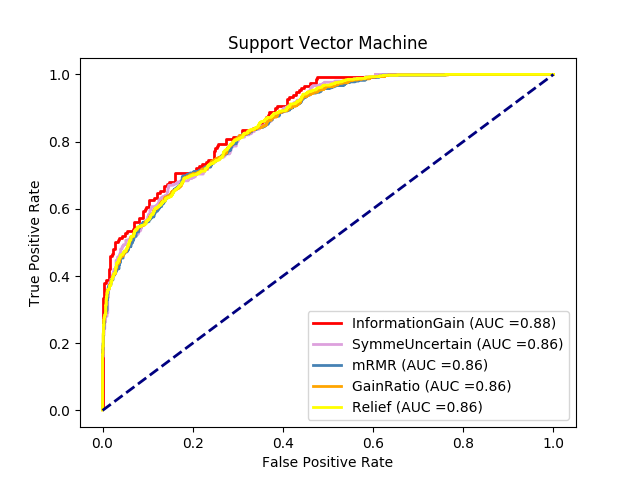 Support Vector Machine
1.0
0.8
0.6
0.4
0.2
0.0
True Positive Rate
InformationGain (AUC =0.88)
SymmeUncertain (AUC =0.86)
mRMR (AUC =0.86)
GainRatio (AUC =0.86)
Relief (AUC =0.86)
0.0 0.2 0.4 0.6 0.8 1.0
False Positive Rate